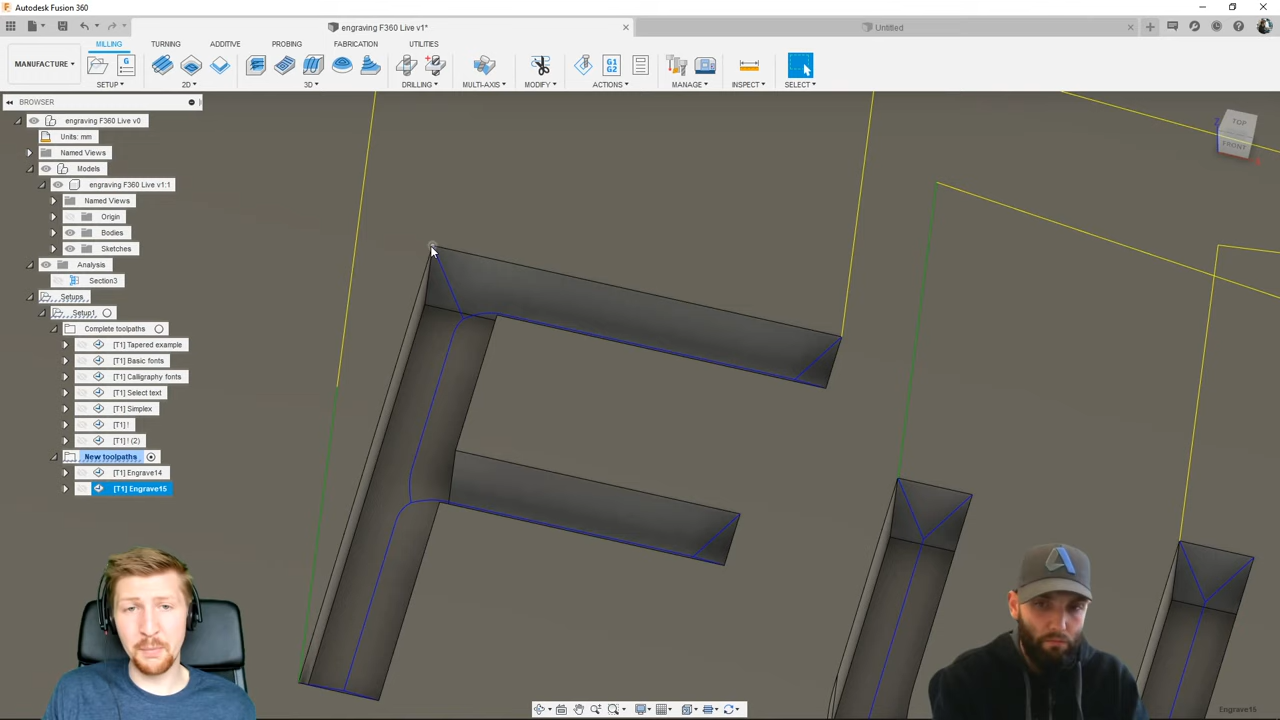 Autodesk Fusion 360
engraving F360 Live v1*
Untitled
MILLING TURNING ADDITIVE PROBING FABRICATION UTILITIES
MANUFACTURE
SETUP 2D 3D DRILLING MULTI-AXIS MODIFY ACTIONS MANAGE INSPECT SELECT
G
G1
G2
BROWSER
engraving F360 Live v0
Units: mm
Named Views
Models
engraving F360 Live v1:1
Named Views
Origin
Bodies
Sketches
Analysis
Section3
Setups
Setup1
Complete toolpaths
[T1] Tapered example
[T1] Basic fonts
[T1] Calligraphy fonts
[T1] Select text
[T1] Simplex
[T1] !
[T1] ! (2)
New toolpaths
[T1] Engrave14
[T1] Engrave15
TOP
FRONT
Z
X
Engrave15